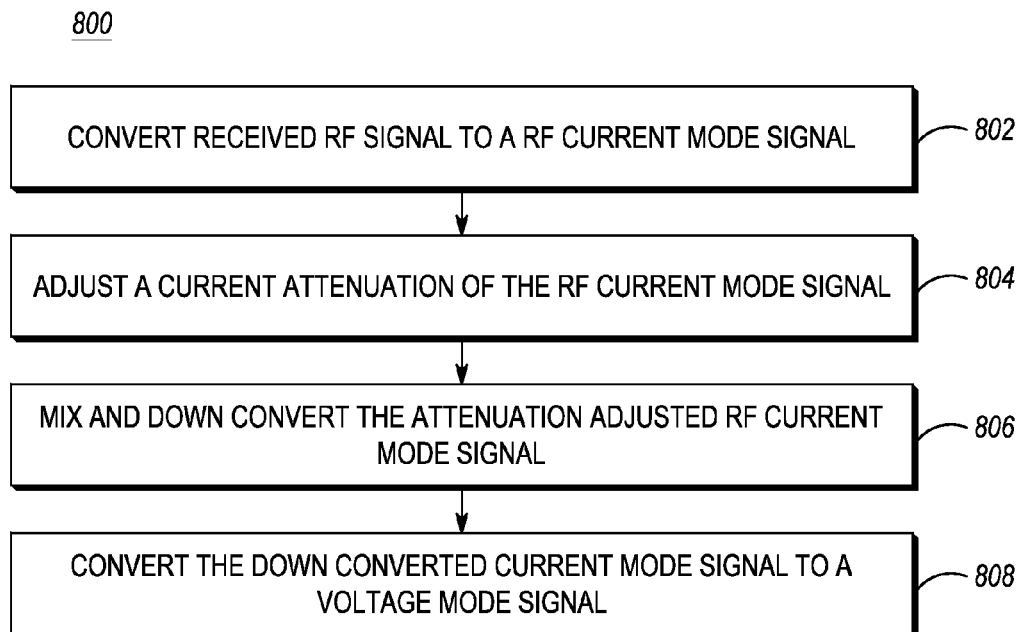 800
CONVERT RECEIVED RF SIGNAL TO A RF CURRENT MODE SIGNAL
802
ADJUST A CURRENT ATTENUATION OF THE RF CURRENT MODE SIGNAL
804
MIX AND DOWN CONVERT THE ATTENUATION ADJUSTED RF CURRENT
MODE SIGNAL
806
CONVERT THE DOWN CONVERTED CURRENT MODE SIGNAL TO A
VOLTAGE MODE SIGNAL
808